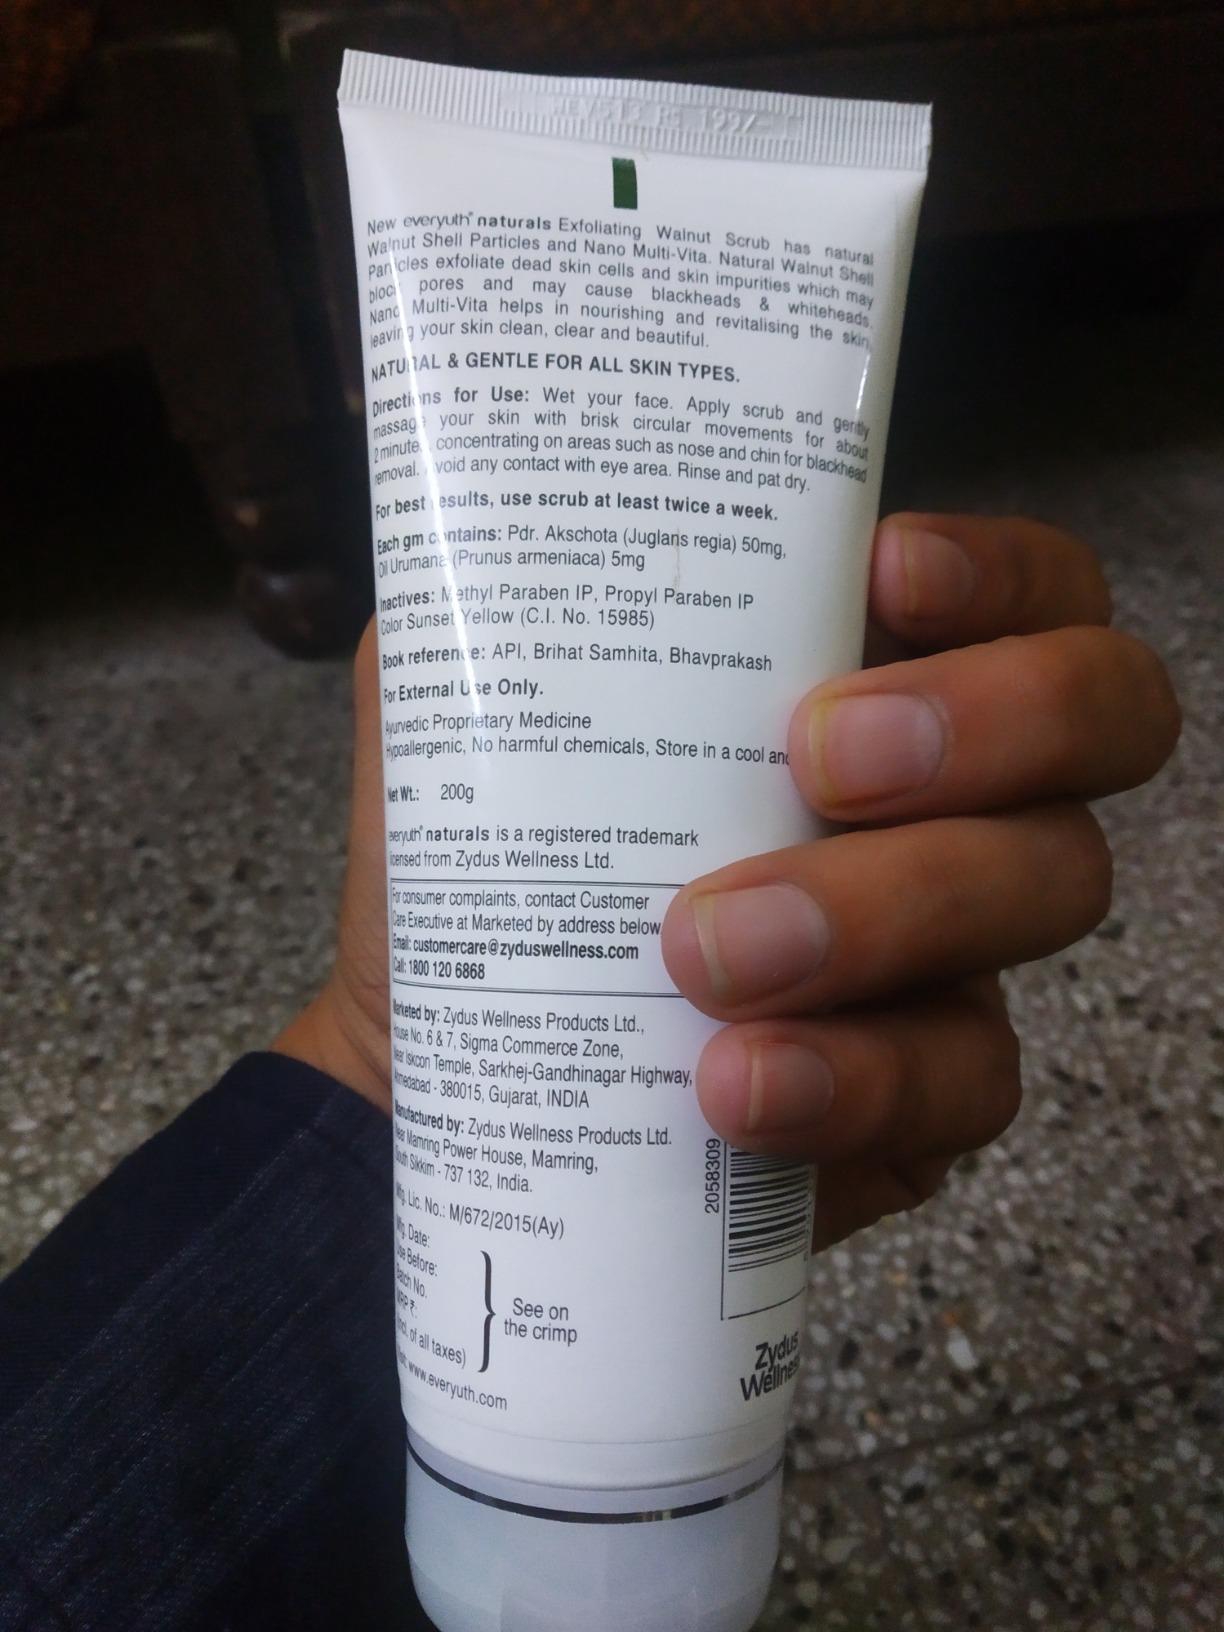 Rs 199/-
New everyuth® naturals Exfoliating Walnut Scrub has natural
Walnut Shell Particles and Nano Multi-Vita. Natural Walnut Shell
Particles exfoliate dead skin cells and skin impurities which may
block pores and may cause blackheads & whiteheads.
Nano Multi-Vita helps in nourishing and revitalising the skin,
leaving your skin clean, clear and beautiful.
NATURAL & GENTLE FOR ALL SKIN TYPES.
Directions for Use: Wet your face. Apply scrub and gently
massage your skin with brisk circular movements for about
2 minutes, concentrating on areas such as nose and chin for blackhead
removal. Avoid any contact with eye area. Rinse and pat dry.
For best results, use scrub at least twice a week.
Each gm contains: Pdr. Akschota (Juglans regia) 50mg,
Oil Urumana (Prunus armeniaca) 5mg
Inactives: Methyl Paraben IP, Propyl Paraben IP
Color Sunset Yellow (C.I. No. 15985)
Book reference: API, Brihat Samhita, Bhavprakash
For External Use Only.
Ayurvedic Proprietary Medicine
Hypoallergenic, No harmful chemicals, Store in a cool and
Net Wt.: 200g
everyuth® naturals is a registered trademark
licensed from Zydus Wellness Ltd.
For consumer complaints, contact Customer
Care Executive at Marketed by address below
Email: customercare@zyduswellness.com
Call: 1800 120 6868
Marketed by: Zydus Wellness Products Ltd.,
House No. 6 & 7, Sigma Commerce Zone,
Near Iskcon Temple, Sarkhej-Gandhinagar Highway,
Ahmedabad - 380015, Gujarat, INDIA
Manufactured by: Zydus Wellness Products Ltd.
Near Mamring Power House, Mamring,
South Sikkim - 737 132, India.
Mfg. Lic. No.: M/672/2015(Ay)
Mfg. Date:
Use Before:
Batch No.
MRP ₹:
(Incl. of all taxes)
See on
the crimp
www.everyuth.com
2058309
Zydus
Wellness